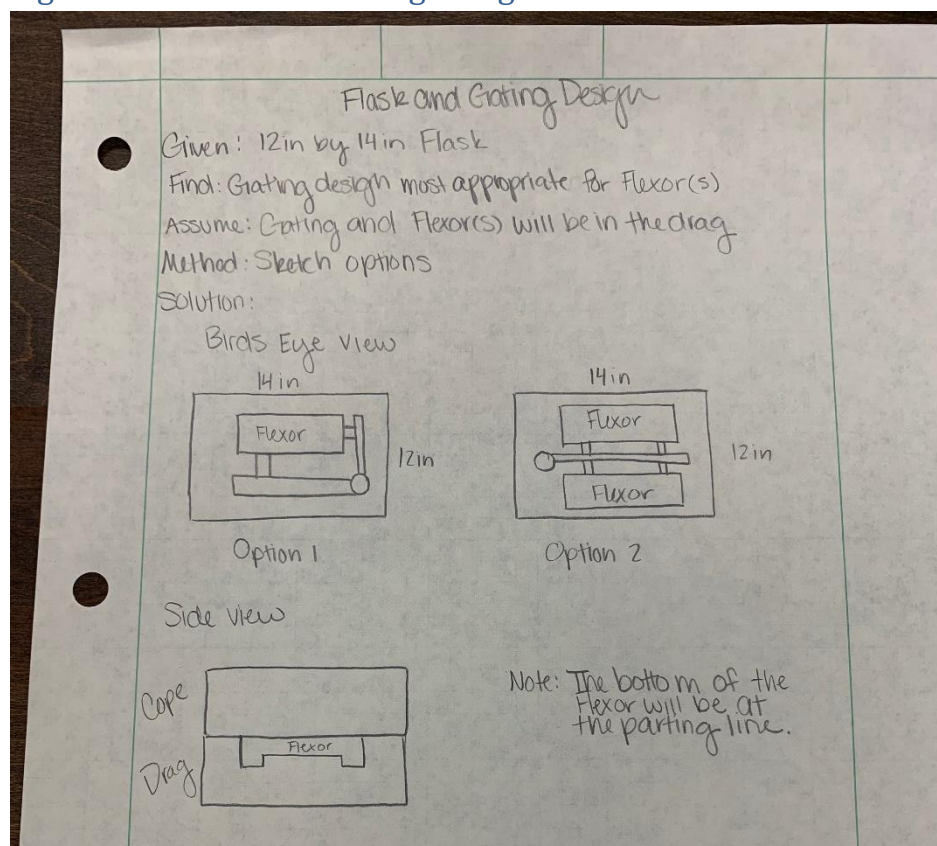 Flask and Gating Design
Given: 12in by 14in Flask
Find: Gating design most appropriate for Flexor(s)
Assume: Gating and Flexor(s) will be in the drag
Method: Sketch options
Solution:
Birds Eye View
14in
14in
Flexor
12in
Flexor
12in
Flexor
Option 1
Option 2
Side view
Cope
Flexor
Drag
Note: The bottom of the
Flexor will be at
the parting line.